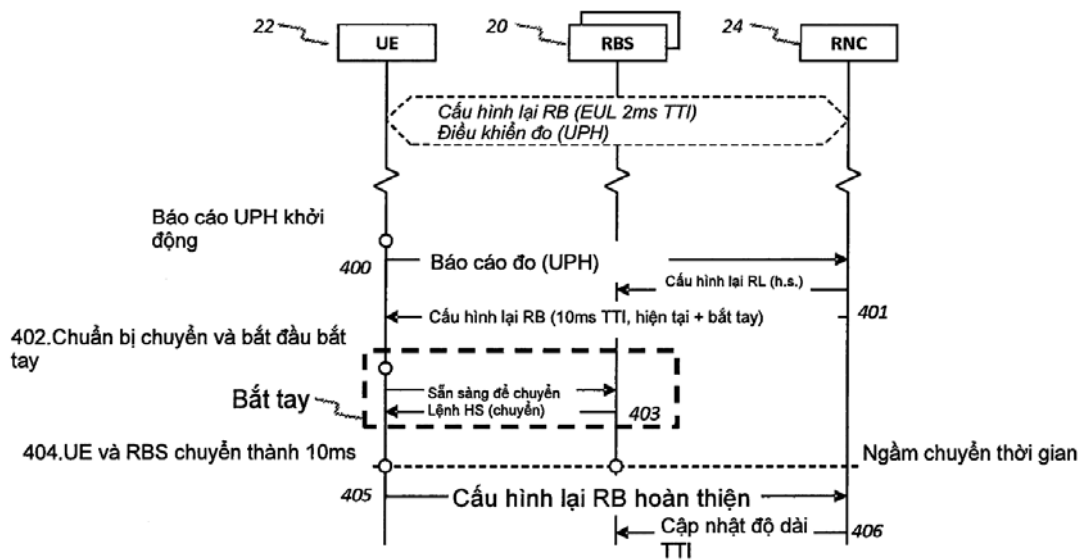 22
20
24
UE
RBS
RNC
Cấu hình lại RB (EUL 2ms TTI)
Điều khiển đo (UPH)
Báo cáo UPH khởi
động
400
Báo cáo đo (UPH)
Cấu hình lại RL (h.s.)
Cấu hình lại RB (10ms TTI, hiện tại + bắt tay)
401
402.Chuẩn bị chuyển và bắt đầu bắt
tay
Sẵn sàng để chuyển
Bắt tay
Lệnh HS (chuyển)
403
404.UE và RBS chuyển thành 10ms
Ngầm chuyển thời gian
405
Cấu hình lại RB hoàn thiện
Cập nhật độ dài
TTI
406